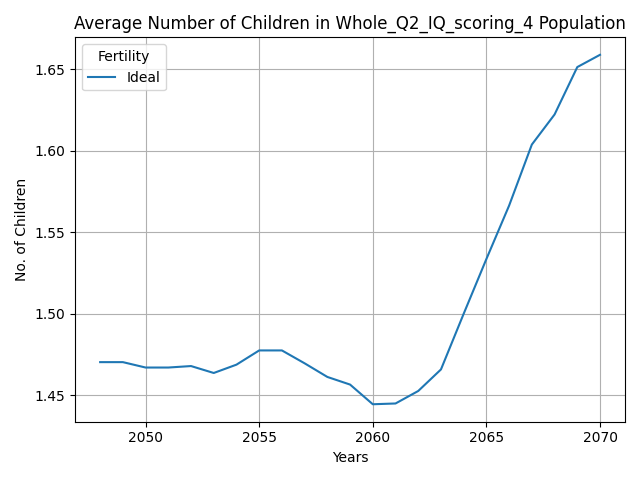 Average Number of Children in Whole_Q2_IQ_scoring_4 Population
Fertility
Ideal
No. of Children
1.65
1.60
1.55
1.50
1.45
2050 2055 2060 2065 2070
Years